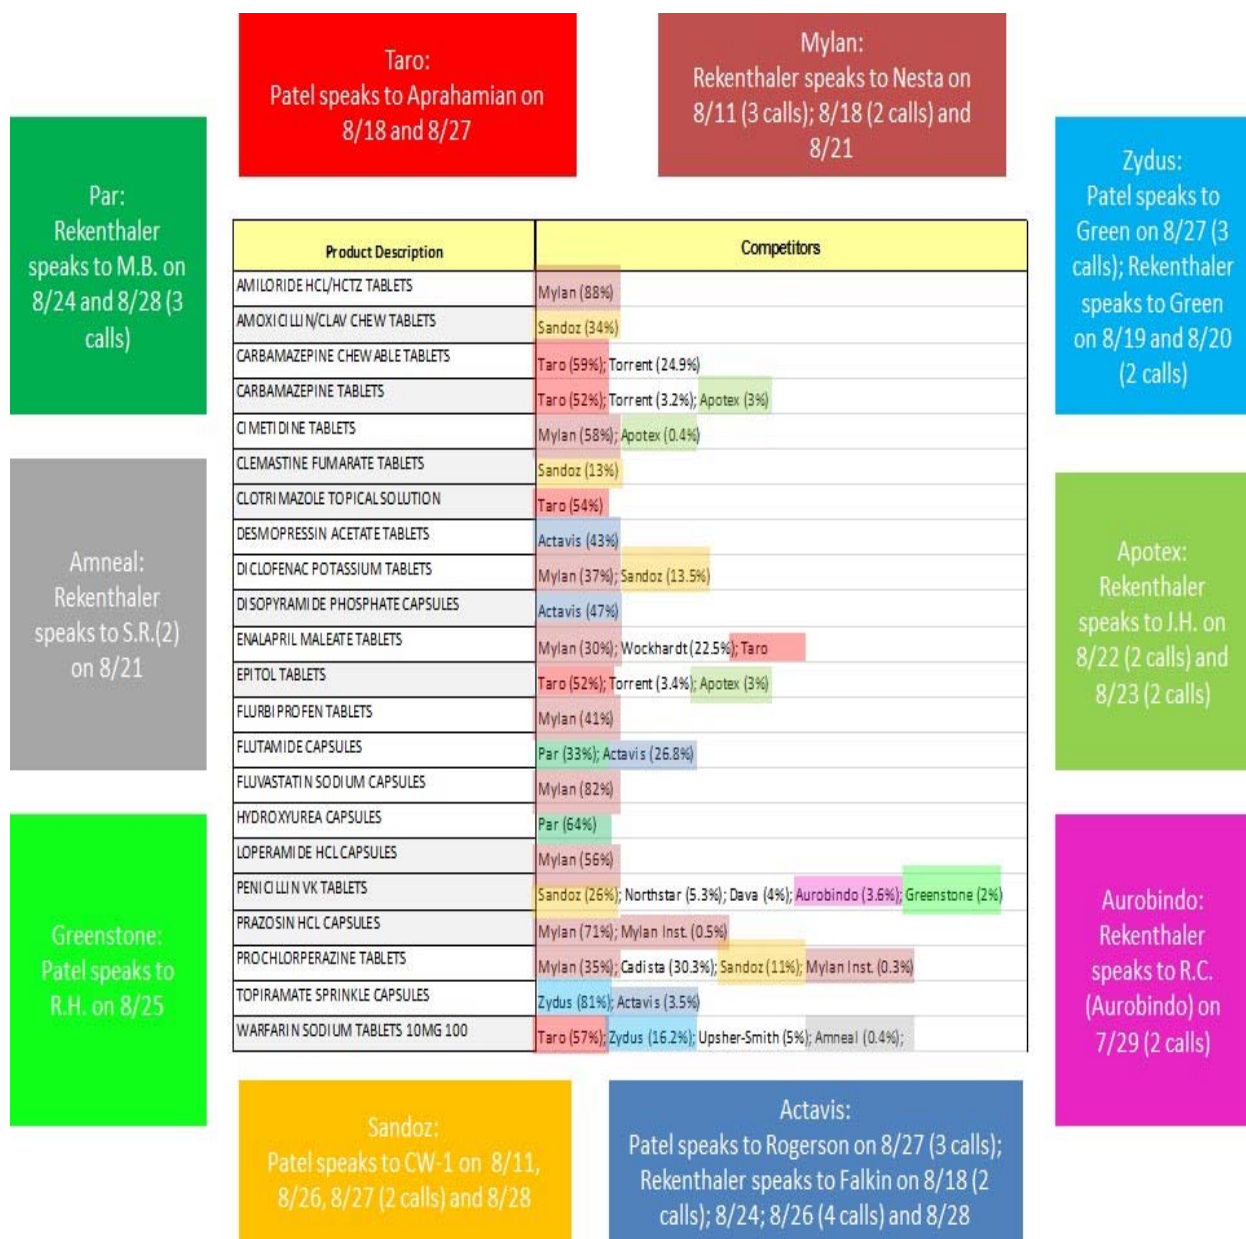 Taro:
Patel speaks to Aprahamian on
8/18 and 8/27
Mylan:
Rekenthaler speaks to Nesta on
8/11 (3 calls); 8/18 (2 calls) and
8/21
Par:
Rekenthaler
speaks to M.B. on
8/24 and 8/28 (3
calls)
Zydus:
Patel speaks to
Green on 8/27 (3
calls); Rekenthaler
speaks to Green
on 8/19 and 8/20
(2 calls)
Amneal:
Rekenthaler
speaks to S.R.(2)
on 8/21
Apotex:
Rekenthaler
speaks to J.H. on
8/22 (2 calls) and
8/23 (2 calls)
Greenstone:
Patel speaks to
R.H. on 8/25
Aurobindo:
Rekenthaler
speaks to R.C.
(Aurobindo) on
7/29 (2 calls)
Product Description Competitors
AMILORIDE HCL/HCTZ TABLETS Mylan (88%)
AMOXICILLIN/CLAV CHEW TABLETS Sandoz (34%)
CARBAMAZEPINE CHEWABLE TABLETS Taro (59%); Torrent (24.9%)
CARBAMAZEPINE TABLETS Taro (52%); Torrent (3.2%); Apotex (3%)
CIMETIDINE TABLETS Mylan (58%); Apotex (0.4%)
CLEMASTINE FUMARATE TABLETS Sandoz (13%)
CLOTRIMAZOLE TOPICAL SOLUTION Taro (54%)
DESMOPRESSIN ACETATE TABLETS Actavis (43%)
DICLOFENAC POTASSIUM TABLETS Mylan (37%); Sandoz (13.5%)
DISOPYRAMIDE PHOSPHATE CAPSULES Actavis (47%)
ENALAPRIL MALEATE TABLETS Mylan (30%); Wockhardt (22.5%); Taro
EPITOL TABLETS Taro (52%); Torrent (3.4%); Apotex (3%)
FLURBIPROFEN TABLETS Mylan (41%)
FLUTAMIDE CAPSULES Par (33%); Actavis (26.8%)
FLUVASTATIN SODIUM CAPSULES Mylan (82%)
HYDROXYUREA CAPSULES Par (64%)
LOPERAMIDE HCL CAPSULES Mylan (56%)
PENICILLIN VK TABLETS Sandoz (26%); Northstar (5.3%); Dava (4%); Aurobindo (3.6%); Greenstone (2%)
PRAZOSIN HCL CAPSULES Mylan (71%); Mylan Inst. (0.5%)
PROCHLORPERAZINE TABLETS Mylan (35%); Cadista (30.3%); Sandoz (11%); Mylan Inst. (0.3%)
TOPIRAMATE SPRINKLE CAPSULES Zydus (81%); Actavis (3.5%)
WARFARIN SODIUM TABLETS 10MG 100 Taro (57%); Zydus (16.2%); Upsher-Smith (5%); Amneal (0.4%);
Sandoz:
Patel speaks to CW-1 on 8/11,
8/26, 8/27 (2 calls) and 8/28
Actavis:
Patel speaks to Rogerson on 8/27 (3 calls);
Rekenthaler speaks to Falkin on 8/18 (2
calls); 8/24; 8/26 (4 calls) and 8/28